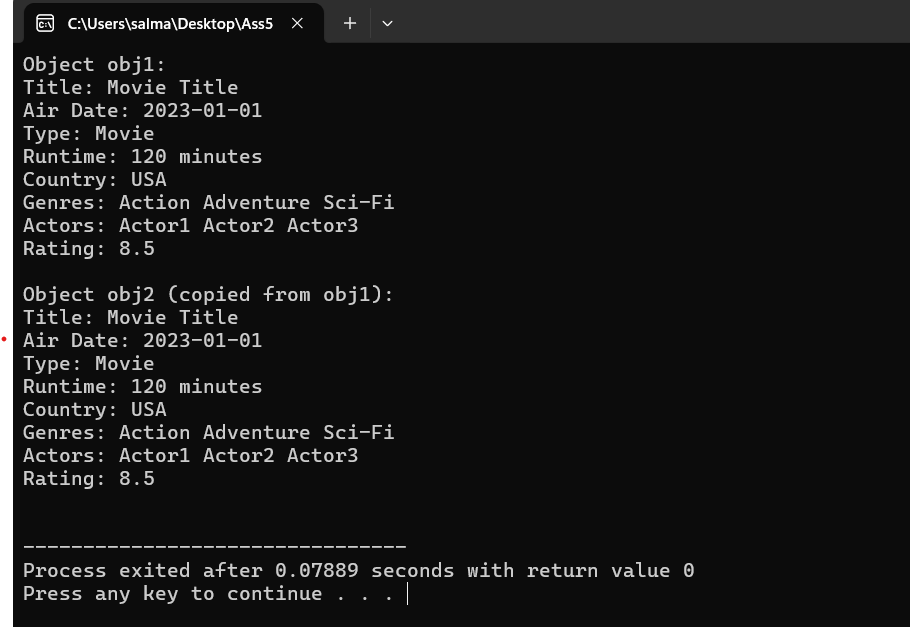 C:\Users\salma\Desktop\Ass5
Object obj1:
Title: Movie Title
Air Date: 2023-01-01
Type: Movie
Runtime: 120 minutes
Country: USA
Genres: Action Adventure Sci-Fi
Actors: Actor1 Actor2 Actor3
Rating: 8.5

Object obj2 (copied from obj1):
Title: Movie Title
Air Date: 2023-01-01
Type: Movie
Runtime: 120 minutes
Country: USA
Genres: Action Adventure Sci-Fi
Actors: Actor1 Actor2 Actor3
Rating: 8.5

--------------------------------
Process exited after 0.07889 seconds with return value 0
Press any key to continue . . .